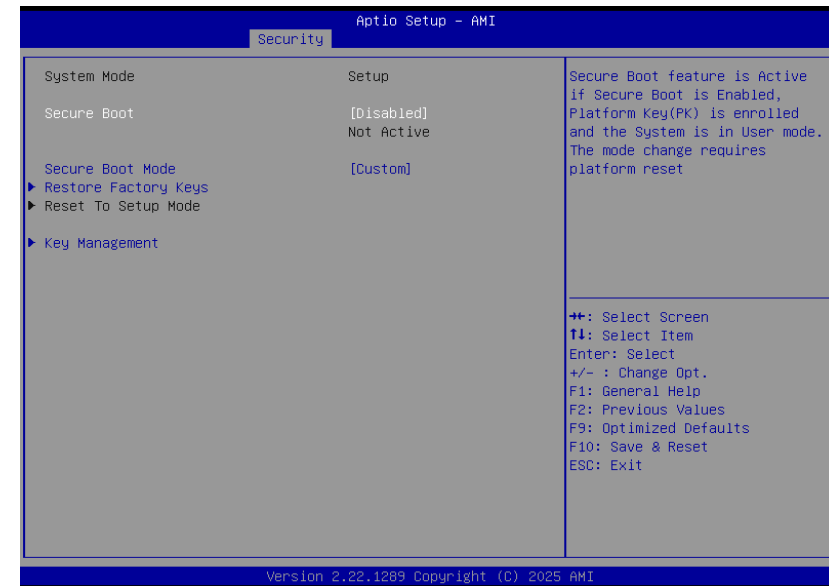 Aptio Setup – AMI
Security
System Mode Setup
Secure Boot [Disabled]
Not Active
Secure Boot Mode [Custom]
▶ Restore Factory Keys
▶ Reset To Setup Mode
▶ Key Management
Secure Boot feature is Active
if Secure Boot is Enabled,
Platform Key(PK) is enrolled
and the System is in User mode.
The mode change requires
platform reset
→←: Select Screen
↑↓: Select Item
Enter: Select
+/- : Change Opt.
F1: General Help
F2: Previous Values
F9: Optimized Defaults
F10: Save & Reset
ESC: Exit
Version 2.22.1289 Copyright (C) 2025 AMI